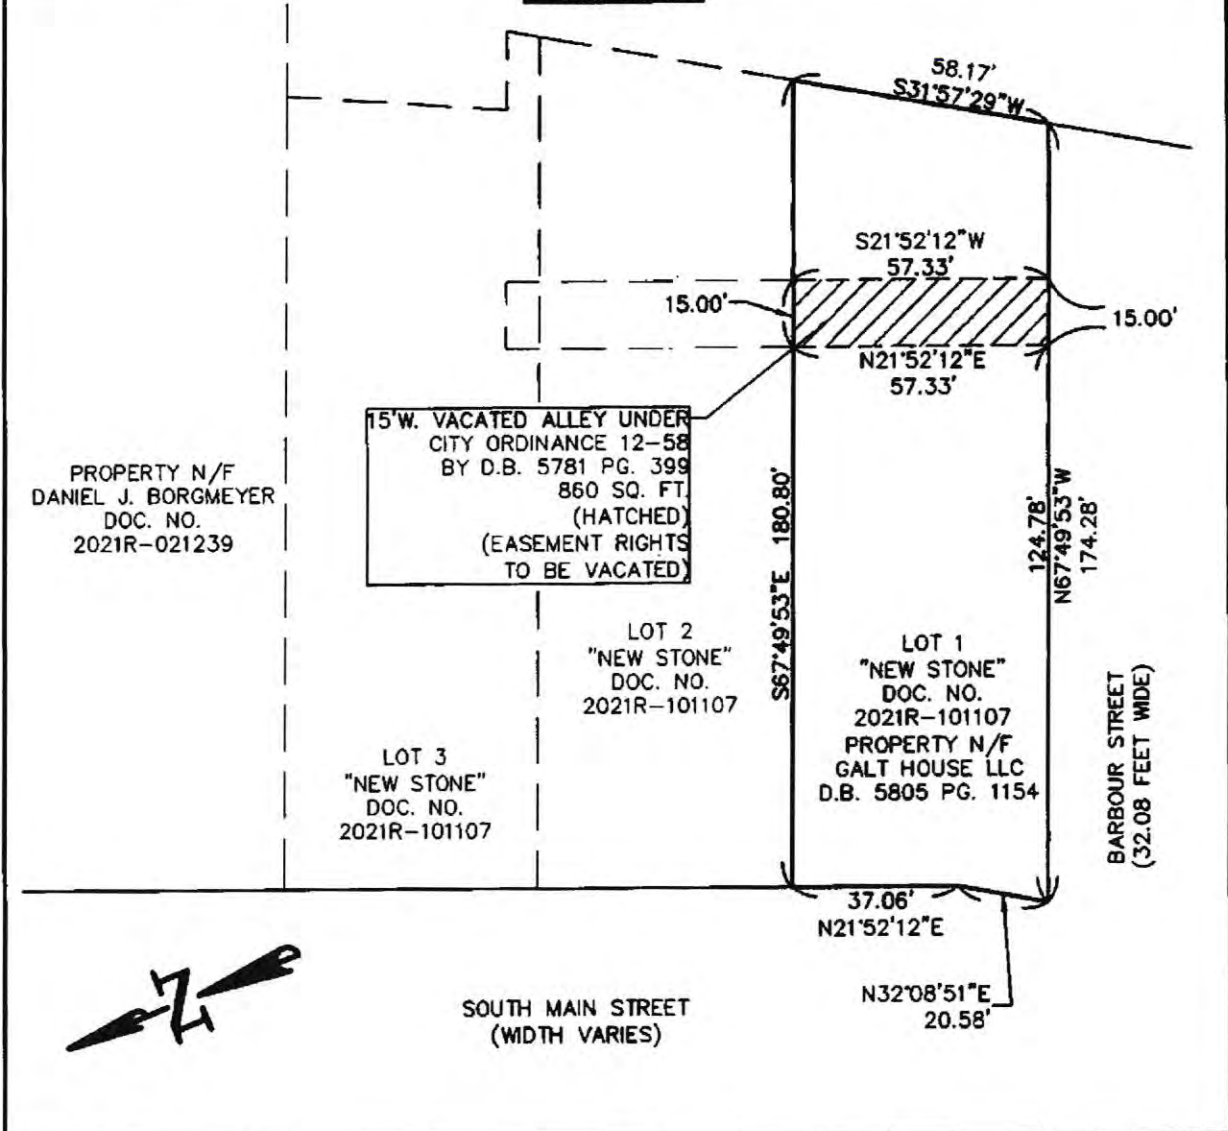 58.17'
S31°57'29"W
S21°52'12"W
57.33'
15.00'
15.00'
N21°52'12"E
57.33'
15'W. VACATED ALLEY UNDER
CITY ORDINANCE 12-58
BY D.B. 5781 PG. 399
860 SQ. FT.
(HATCHED)
(EASEMENT RIGHTS
TO BE VACATED)
PROPERTY N/F
DANIEL J. BORGMEYER
DOC. NO.
2021R-021239
S67°49'53"E 180.80'
124.78'
N67°49'53"W
174.28'
LOT 2
"NEW STONE"
DOC. NO.
2021R-101107
LOT 1
"NEW STONE"
DOC. NO.
2021R-101107
PROPERTY N/F
GALT HOUSE LLC
D.B. 5805 PG. 1154
LOT 3
"NEW STONE"
DOC. NO.
2021R-101107
BARBOUR STREET
(32.08 FEET WIDE)
37.06'
N21°52'12"E
N32°08'51"E
20.58'
SOUTH MAIN STREET
(WIDTH VARIES)
N